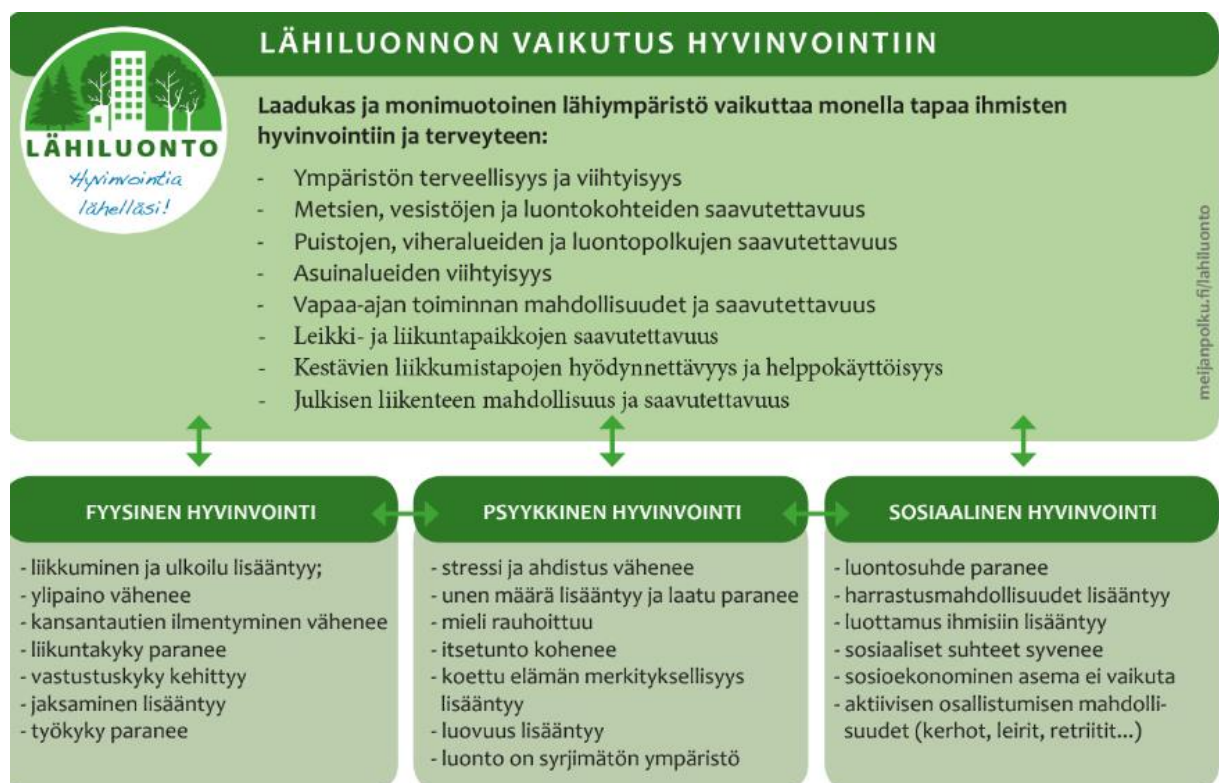 LÄHILUONNON VAIKUTUS HYVINVOINTIIN
LÄHILUONTO
Hyvinvointia
lähelläsi!
Laadukas ja monimuotoinen lähiympäristö vaikuttaa monella tapaa ihmisten
hyvinvointiin ja terveyteen:
- Ympäristön terveellisyys ja viihtyisyys
- Metsien, vesistöjen ja luontokohteiden saavutettavuus
- Puistojen, viheralueiden ja luontopolkujen saavutettavuus
- Asuinalueiden viihtyisyys
- Vapaa-ajan toiminnan mahdollisuudet ja saavutettavuus
- Leikki- ja liikuntapaikkojen saavutettavuus
- Kestävien liikkumistapojen hyödynnettävyys ja helppokäyttöisyys
- Julkisen liikenteen mahdollisuus ja saavutettavuus
meijanpolku.fi/lahiluonto
FYYSINEN HYVINVOINTI
- liikkuminen ja ulkoilu lisääntyy;
- ylipaino vähenee
- kansantautien ilmentyminen vähenee
- liikuntakyky paranee
- vastustuskyky kehittyy
- jaksaminen lisääntyy
- työkyky paranee
PSYYKKINEN HYVINVOINTI
- stressi ja ahdistus vähenee
- unen määrä lisääntyy ja laatu paranee
- mieli rauhoittuu
- itsetunto kohenee
- koettu elämän merkityksellisyys
lisääntyy
- luovuus lisääntyy
- luonto on syrjimätön ympäristö
SOSIAALINEN HYVINVOINTI
- luontosuhde paranee
- harrastusmahdollisuudet lisääntyy
- luottamus ihmisiin lisääntyy
- sosiaaliset suhteet syvenee
- sosioekonominen asema ei vaikuta
- aktiivisen osallistumisen mahdolli-
suudet (kerhot, leirit, retriitit...)